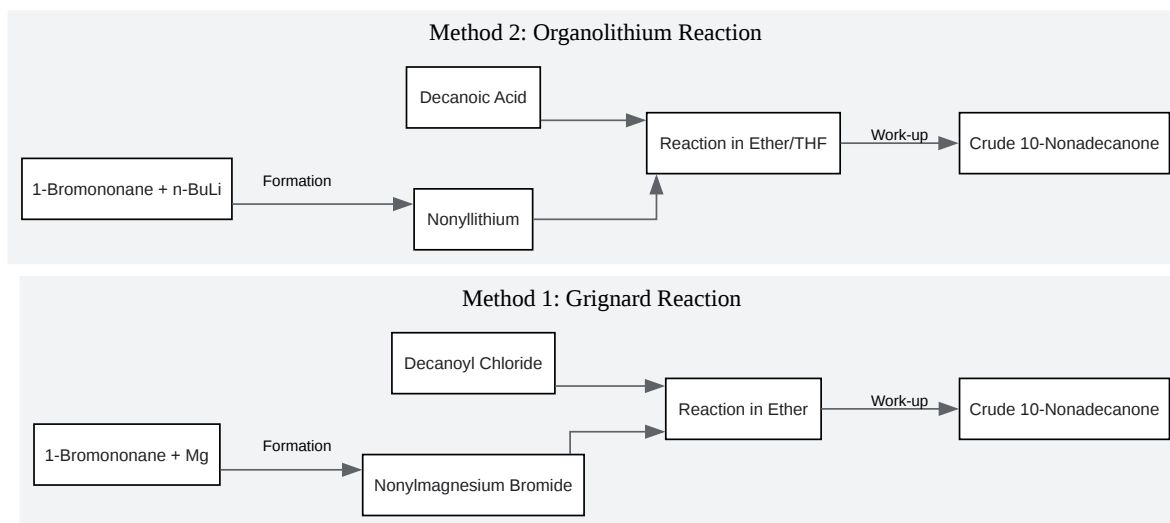 Method 2: Organolithium Reaction
Decanoic Acid
Reaction in Ether/THF
Work-up
Crude 10-Nonadecanone
1-Bromononane + n-BuLi
Formation
Nonyllithium
Method 1: Grignard Reaction
Decanoyl Chloride
Reaction in Ether
Work-up
Crude 10-Nonadecanone
1-Bromononane + Mg
Formation
Nonylmagnesium Bromide